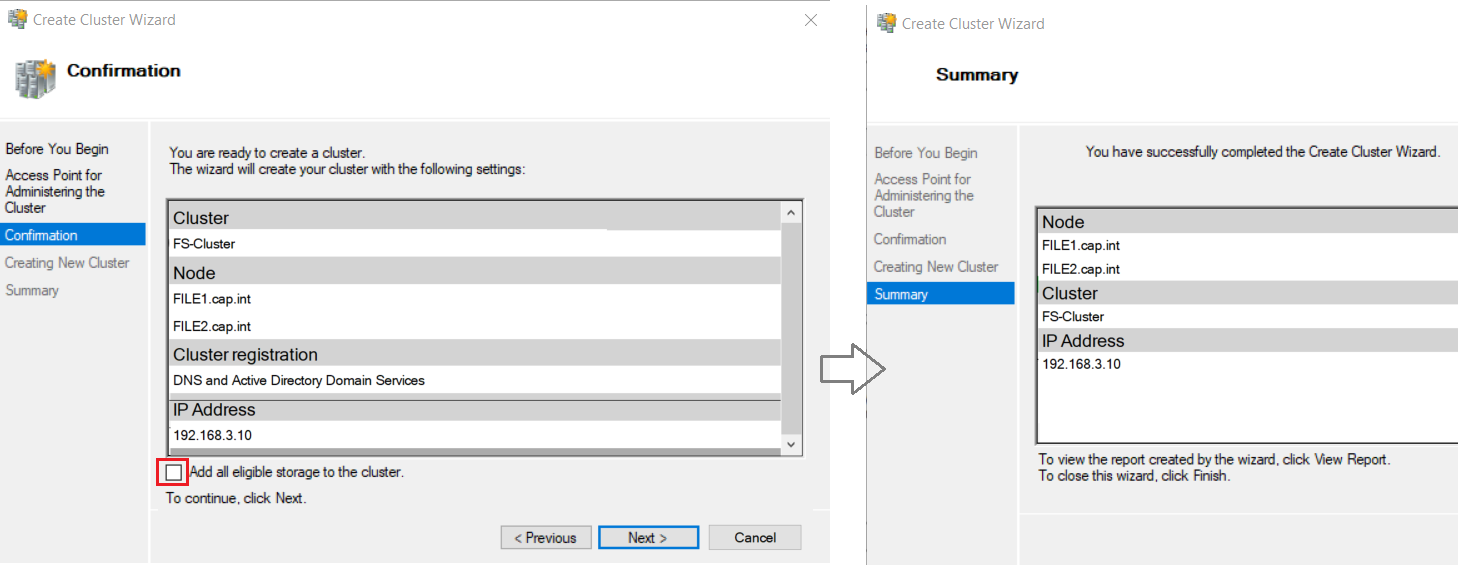 Create Cluster Wizard
Confirmation
Before You Begin
Access Point for
Administering the
Cluster
Confirmation
Creating New Cluster
Summary
You are ready to create a cluster.
The wizard will create your cluster with the following settings:
Cluster
FS-Cluster
Node
FILE1.cap.int
FILE2.cap.int
Cluster registration
DNS and Active Directory Domain Services
IP Address
192.168.3.10
Add all eligible storage to the cluster.
To continue, click Next.
< Previous
Next >
Cancel
Create Cluster Wizard
Summary
Before You Begin
Access Point for
Administering the
Cluster
Confirmation
Creating New Cluster
Summary
You have successfully completed the Create Cluster Wizard.
Node
FILE1.cap.int
FILE2.cap.int
Cluster
FS-Cluster
IP Address
192.168.3.10
To view the report created by the wizard, click View Report.
To close this wizard, click Finish.